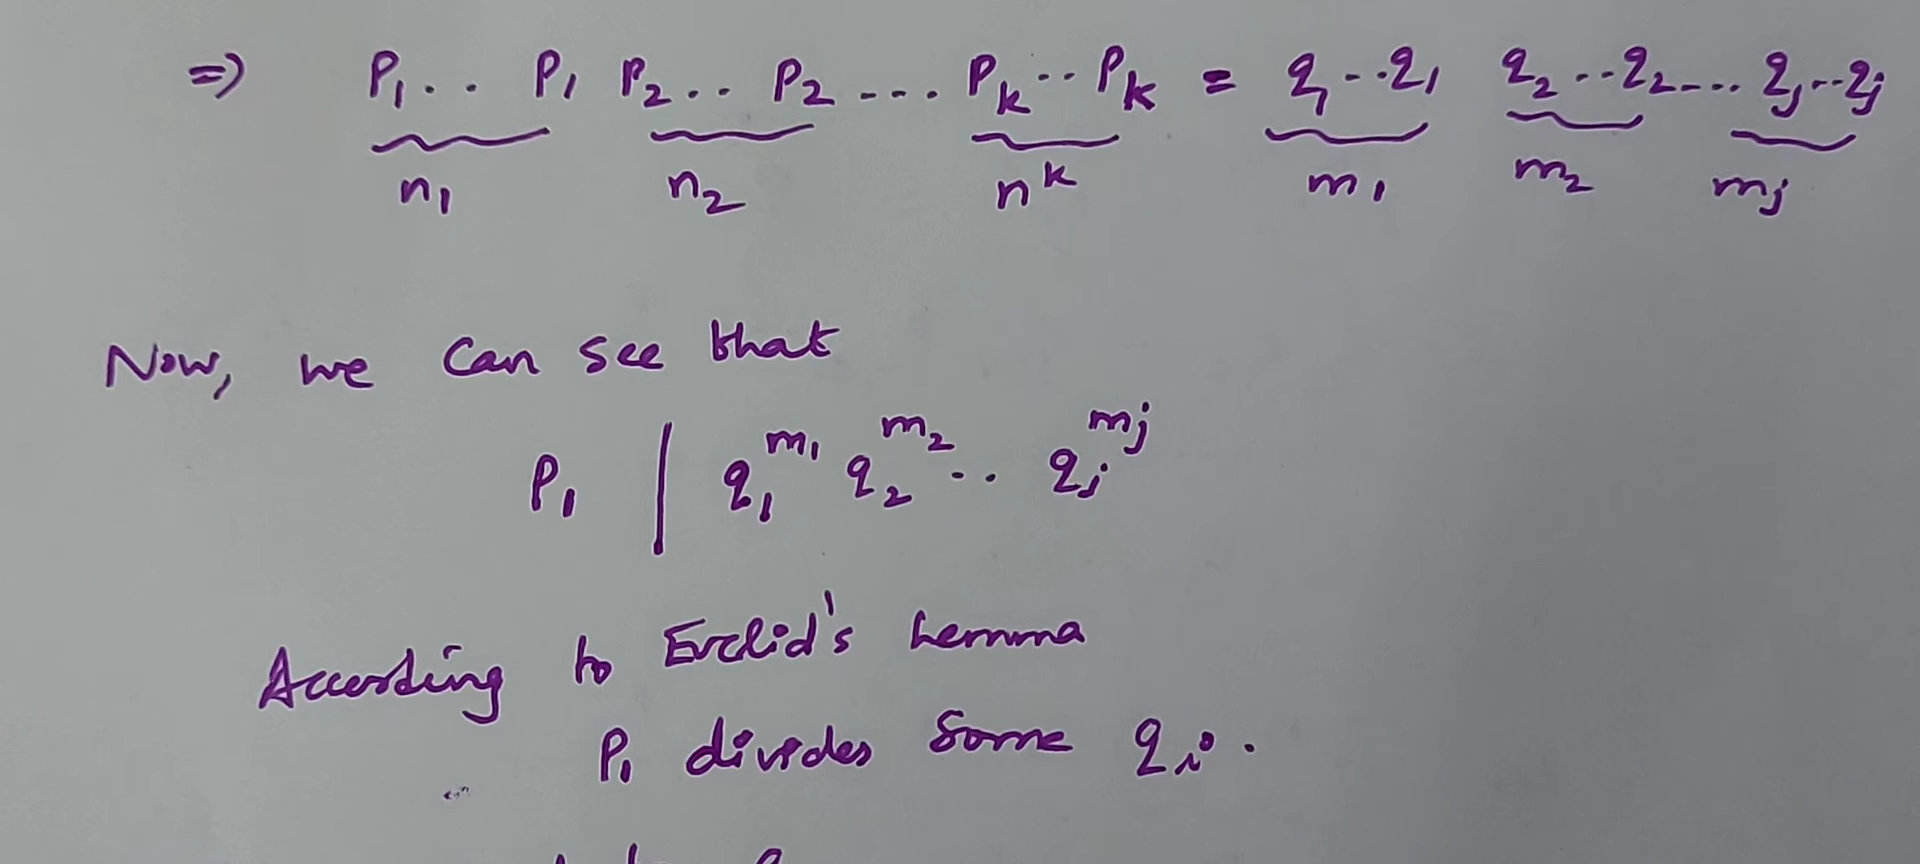 ⇒ P₁.. P₁ P₂.. P₂ .... Pₖ..Pₖ = q₁..q₁ q₂..q₂.... qⱼ..qⱼ
n₁ n₂ nᵏ m₁ m₂ mⱼ
Now, we can see that
P₁ | q₁^m₁ q₂^m₂ .. qⱼ^mⱼ
According to Euclid's Lemma
P₁ divides some qᵢ.